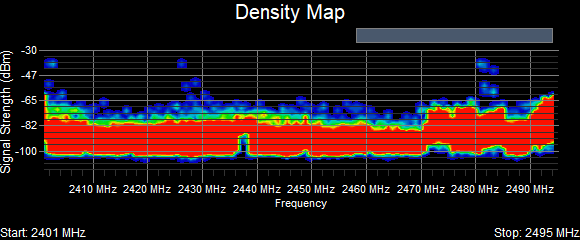 Density Map
-30
-47
-65
-82
-100
Signal Strength (dBm)
2410 MHz 2420 MHz 2430 MHz 2440 MHz 2450 MHz 2460 MHz 2470 MHz 2480 MHz 2490 MHz
Frequency
Start: 2401 MHz
Stop: 2495 MHz